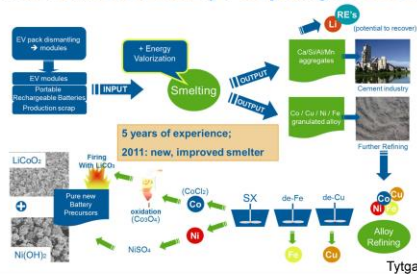 EV pack dismantling
➔ modules
EV modules
Portable
Rechargeable Batteries
Production scrap
INPUT
+ Energy
Valorization
Smelting
OUTPUT
OUTPUT
RE's
Li
(potential to recover)
Ca/Si/Al/Mn
aggregates
Cement industry
Co / Cu / Ni / Fe
granulated alloy
Further Refining
5 years of experience;
2011: new, improved smelter
LiCoO2
Firing
With LiCO3
Pure new
Battery
Precursors
Ni(OH)2
oxidation
(Co3O4)
(CoCl2)
Co
Ni
NiSO4
SX
de-Fe
de-Cu
Fe
Cu
Co
Cu
Ni
Fe
Alloy
Refining
Tytga